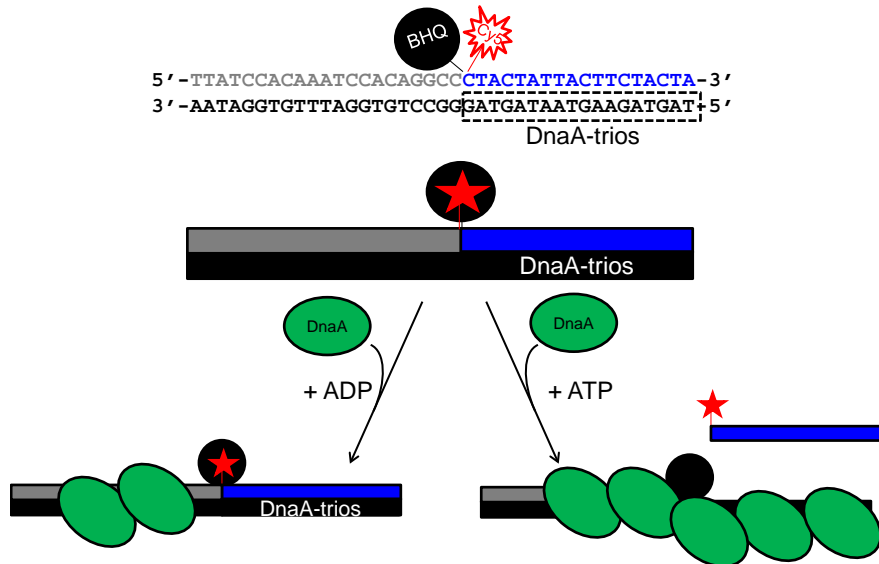 BHQ
Cy5
5’-TTATCCACAAATCCACAGGCCCTACTATTACTTCTACTA-3’
3’-AATAGGTGTTTAGGTGTCCGGGATGATAATGAAGATGAT-5’
DnaA-trios
DnaA-trios
DnaA
DnaA
+ ADP
+ ATP
DnaA-trios